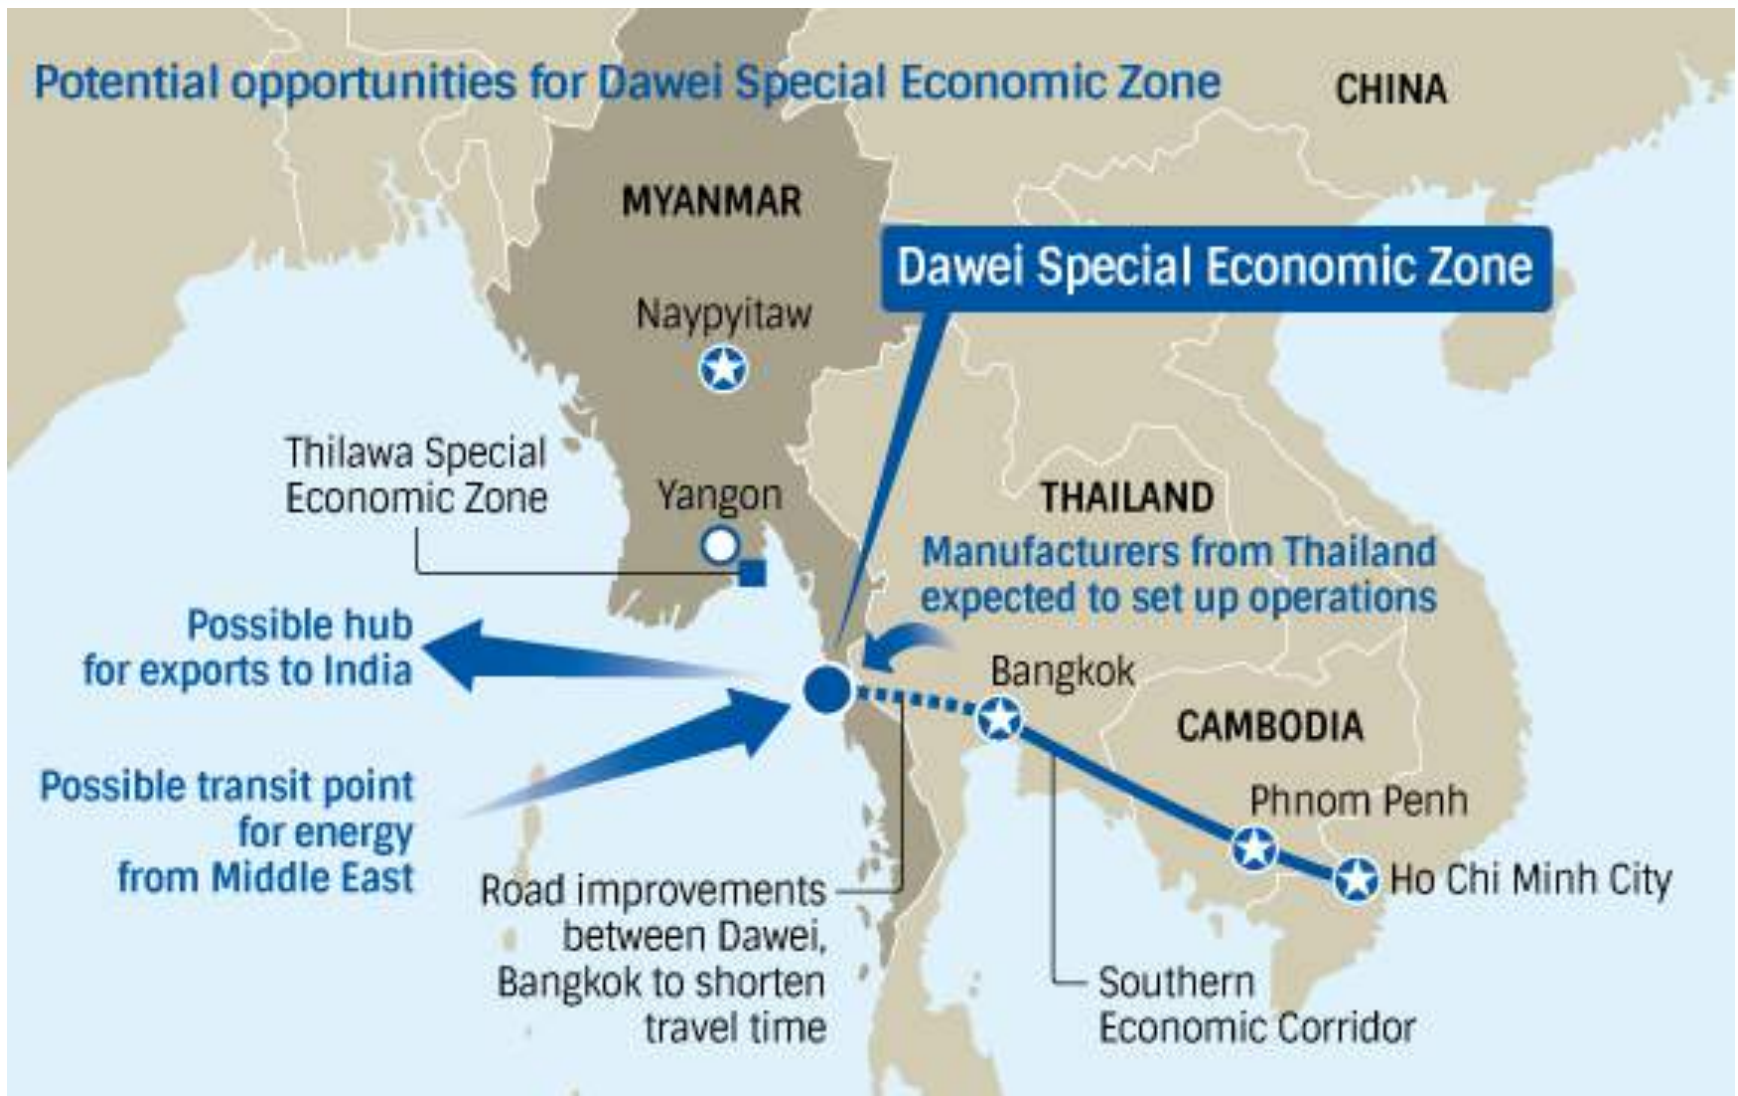 Potential opportunities for Dawei Special Economic Zone
CHINA
MYANMAR
Dawei Special Economic Zone
Naypyitaw
Thilawa Special
Economic Zone
Yangon
THAILAND
Manufacturers from Thailand
expected to set up operations
Possible hub
for exports to India
Bangkok
CAMBODIA
Possible transit point
for energy
from Middle East
Phnom Penh
Ho Chi Minh City
Road improvements
between Dawei,
Bangkok to shorten
travel time
Southern
Economic Corridor